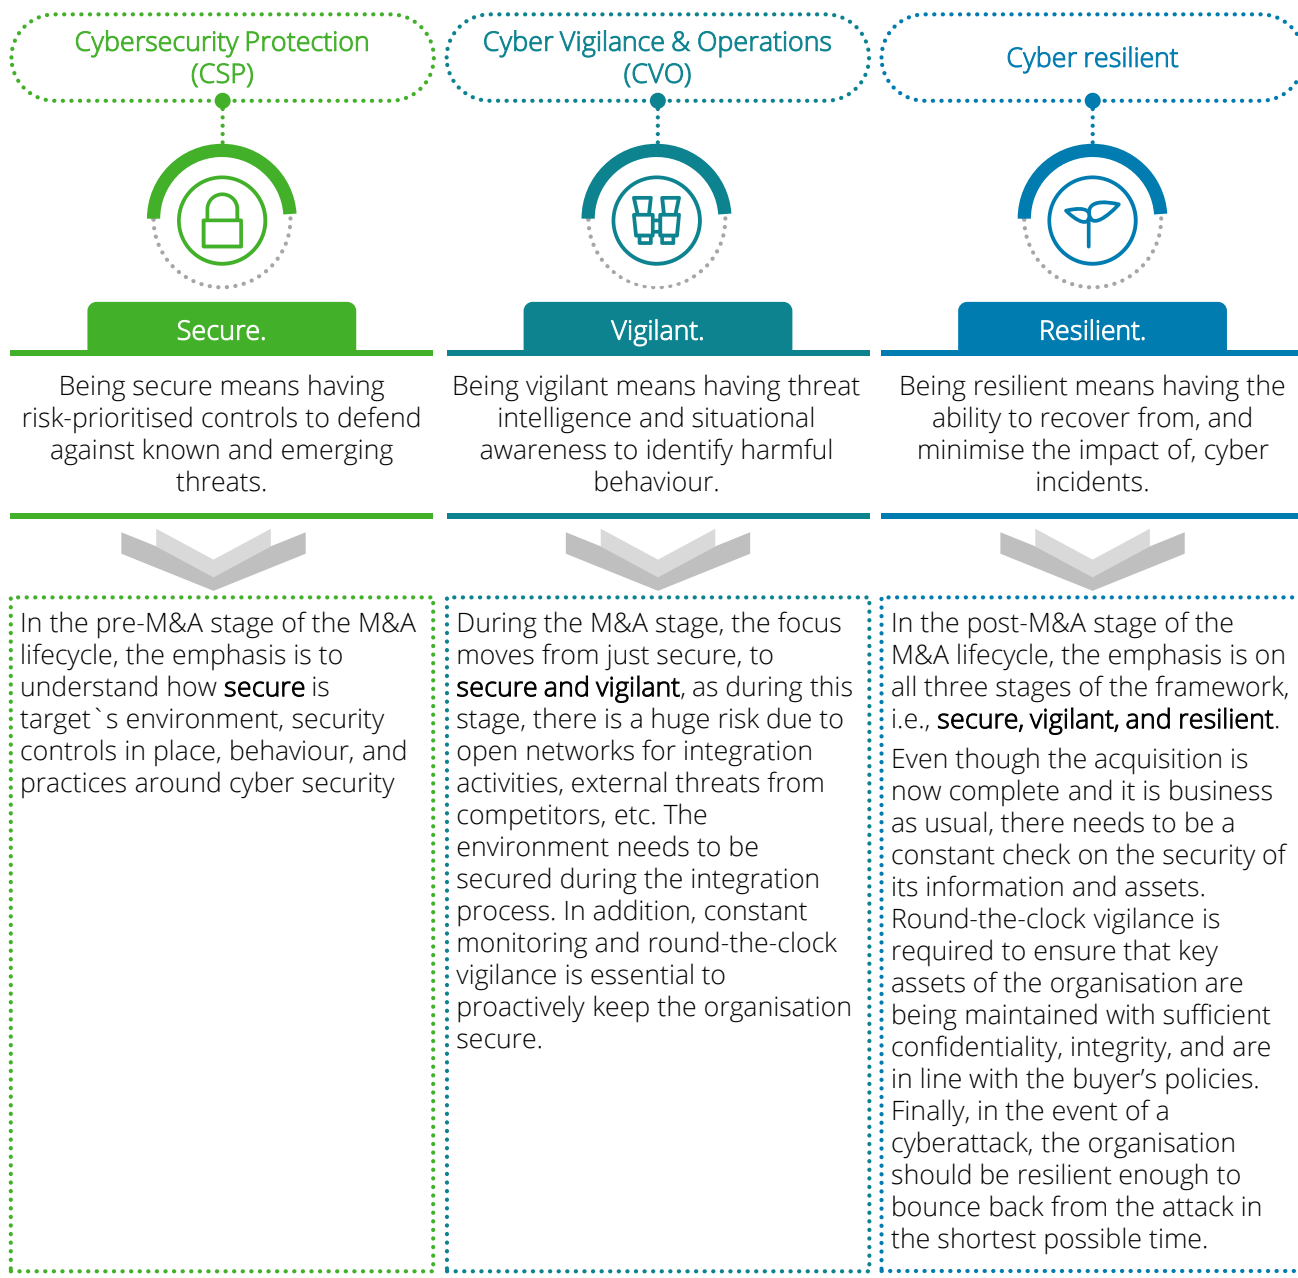 Cybersecurity Protection
(CSP)
Secure.
Being secure means having
risk-prioritised controls to defend
against known and emerging
threats.
In the pre-M&A stage of the M&A
lifecycle, the emphasis is to
understand how secure is
target`s environment, security
controls in place, behaviour, and
practices around cyber security
Cyber Vigilance & Operations
(CVO)
Vigilant.
Being vigilant means having threat
intelligence and situational
awareness to identify harmful
behaviour.
During the M&A stage, the focus
moves from just secure, to
secure and vigilant, as during this
stage, there is a huge risk due to
open networks for integration
activities, external threats from
competitors, etc. The
environment needs to be
secured during the integration
process. In addition, constant
monitoring and round-the-clock
vigilance is essential to
proactively keep the organisation
secure.
Cyber resilient
Resilient.
Being resilient means having the
ability to recover from, and
minimise the impact of, cyber
incidents.
In the post-M&A stage of the
M&A lifecycle, the emphasis is on
all three stages of the framework,
i.e., secure, vigilant, and resilient.
Even though the acquisition is
now complete and it is business
as usual, there needs to be a
constant check on the security of
its information and assets.
Round-the-clock vigilance is
required to ensure that key
assets of the organisation are
being maintained with sufficient
confidentiality, integrity, and are
in line with the buyer’s policies.
Finally, in the event of a
cyberattack, the organisation
should be resilient enough to
bounce back from the attack in
the shortest possible time.